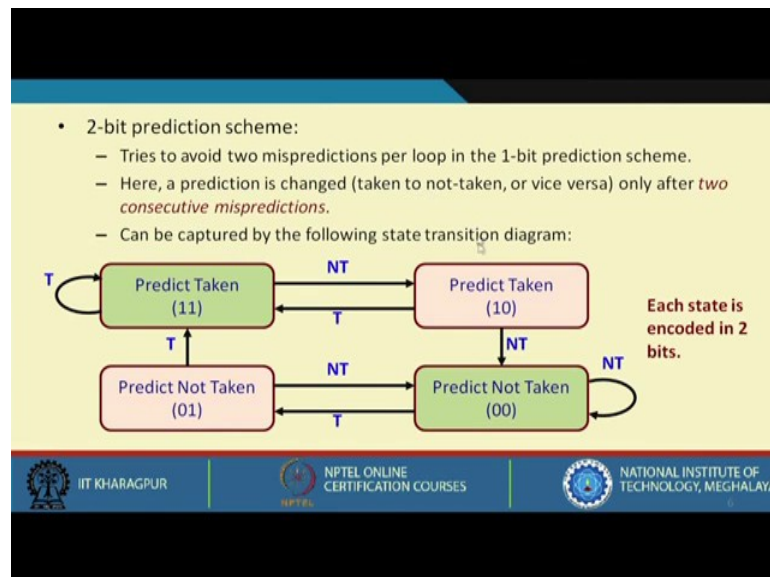 • 2-bit prediction scheme:
– Tries to avoid two mispredictions per loop in the 1-bit prediction scheme.
– Here, a prediction is changed (taken to not-taken, or vice versa) only after two
consecutive mispredictions.
– Can be captured by the following state transition diagram:
T
Predict Taken
(11)
NT
T
Predict Taken
(10)
Each state is
encoded in 2
bits.
T
NT
Predict Not Taken
(01)
NT
T
Predict Not Taken
(00)
NT
IIT KHARAGPUR
NPTEL
NPTEL ONLINE
CERTIFICATION COURSES
NATIONAL INSTITUTE OF
TECHNOLOGY, MEGHALAYA
6